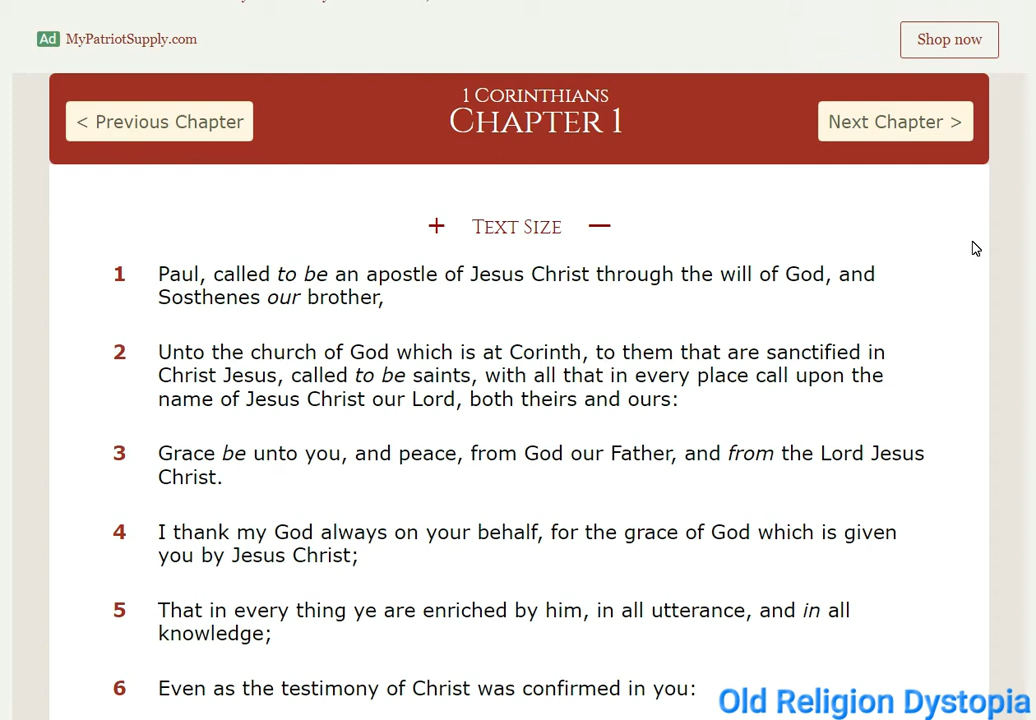 Ad MyPatriotSupply.com
Shop now
< Previous Chapter
1 CORINTHIANS
CHAPTER 1
Next Chapter >
+ TEXT SIZE —
1 Paul, called to be an apostle of Jesus Christ through the will of God, and
Sosthenes our brother,
2 Unto the church of God which is at Corinth, to them that are sanctified in
Christ Jesus, called to be saints, with all that in every place call upon the
name of Jesus Christ our Lord, both theirs and ours:
3 Grace be unto you, and peace, from God our Father, and from the Lord Jesus
Christ.
4 I thank my God always on your behalf, for the grace of God which is given
you by Jesus Christ;
5 That in every thing ye are enriched by him, in all utterance, and in all
knowledge;
6 Even as the testimony of Christ was confirmed in you:
Old Religion Dystopia